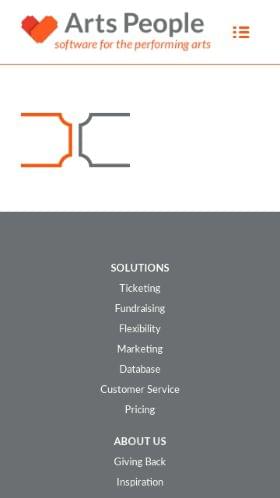 Arts People
software for the performing arts
SOLUTIONS
Ticketing
Fundraising
Flexibility
Marketing
Database
Customer Service
Pricing
ABOUT US
Giving Back
Inspiration